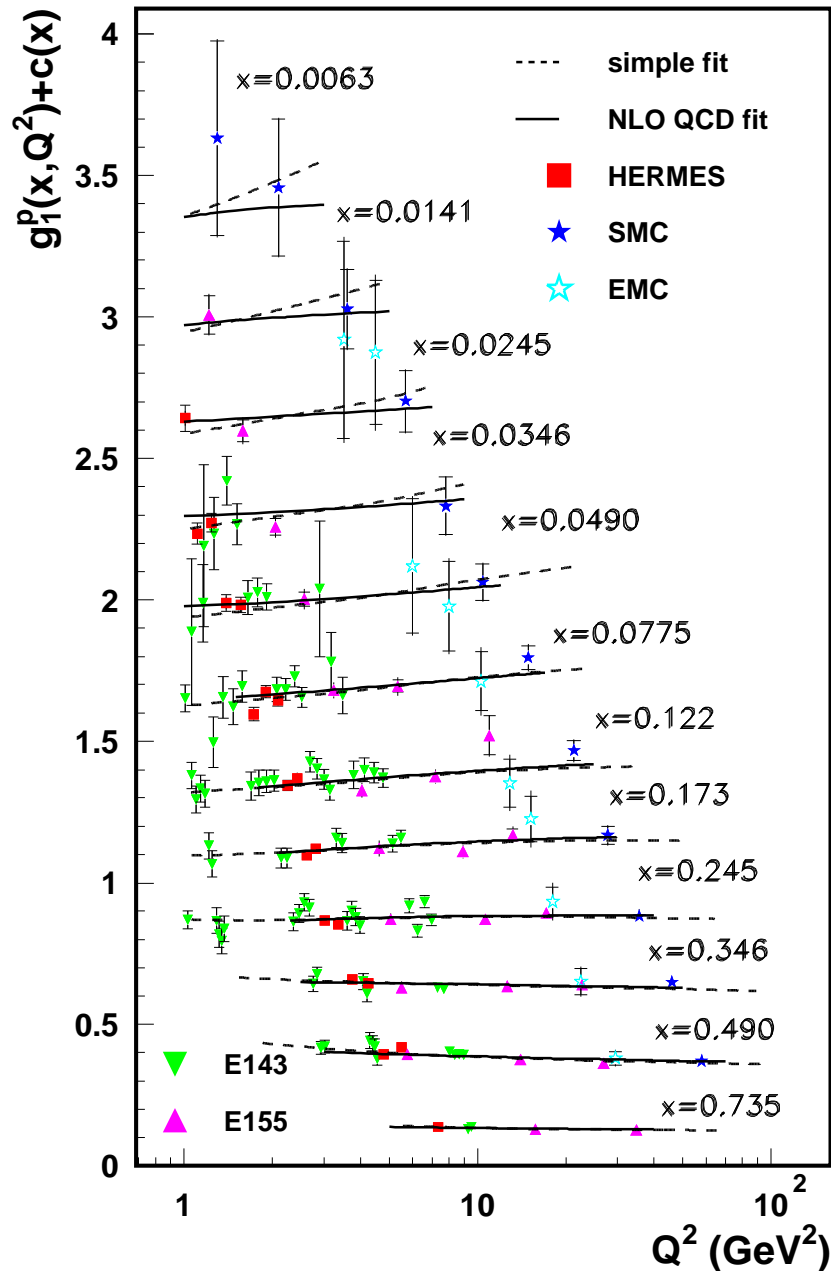 g₁ᵖ(x,Q²)+c(x)
4
3.5
3
2.5
2
1.5
1
0.5
0
x=0.0063
x=0.0141
x=0.0245
x=0.0346
x=0.0490
x=0.0775
x=0.122
x=0.173
x=0.245
x=0.346
x=0.490
x=0.735
simple fit
NLO QCD fit
HERMES
SMC
EMC
E143
E155
1
10
10²
Q² (GeV²)